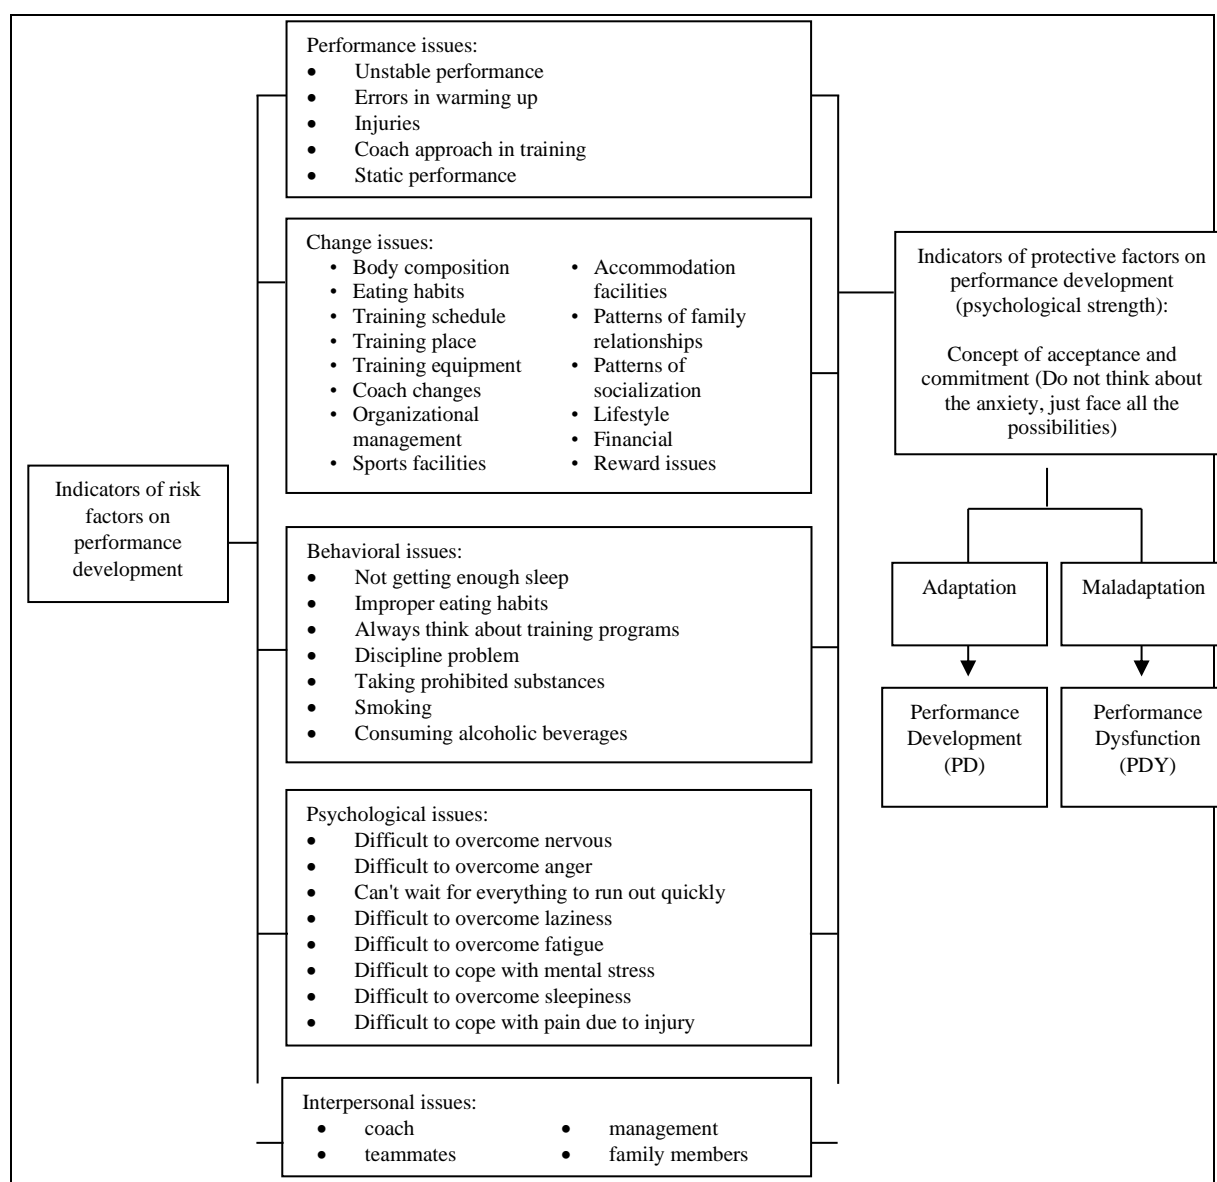 Performance issues:
• Unstable performance
• Errors in warming up
• Injuries
• Coach approach in training
• Static performance
Change issues:
• Body composition
• Eating habits
• Training schedule
• Training place
• Training equipment
• Coach changes
• Organizational
management
• Sports facilities
• Accommodation
facilities
• Patterns of family
relationships
• Patterns of
socialization
• Lifestyle
• Financial
• Reward issues
Indicators of protective factors on
performance development
(psychological strength):
Concept of acceptance and
commitment (Do not think about
the anxiety, just face all the
possibilities)
Indicators of risk
factors on
performance
development
Behavioral issues:
• Not getting enough sleep
• Improper eating habits
• Always think about training programs
• Discipline problem
• Taking prohibited substances
• Smoking
• Consuming alcoholic beverages
Adaptation
Maladaptation
Performance
Development
(PD)
Performance
Dysfunction
(PDY)
Psychological issues:
• Difficult to overcome nervous
• Difficult to overcome anger
• Can't wait for everything to run out quickly
• Difficult to overcome laziness
• Difficult to overcome fatigue
• Difficult to cope with mental stress
• Difficult to overcome sleepiness
• Difficult to cope with pain due to injury
Interpersonal issues:
• coach
• teammates
• management
• family members